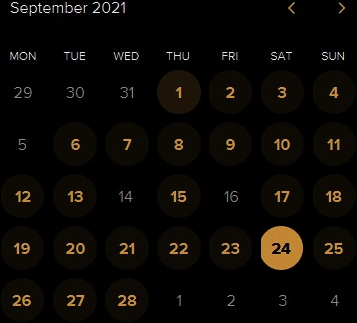 September 2021
MON TUE WED THU FRI SAT SUN
29 30 31 1 2 3 4
5 6 7 8 9 10 11
12 13 14 15 16 17 18
19 20 21 22 23 24 25
26 27 28 1 2 3 4